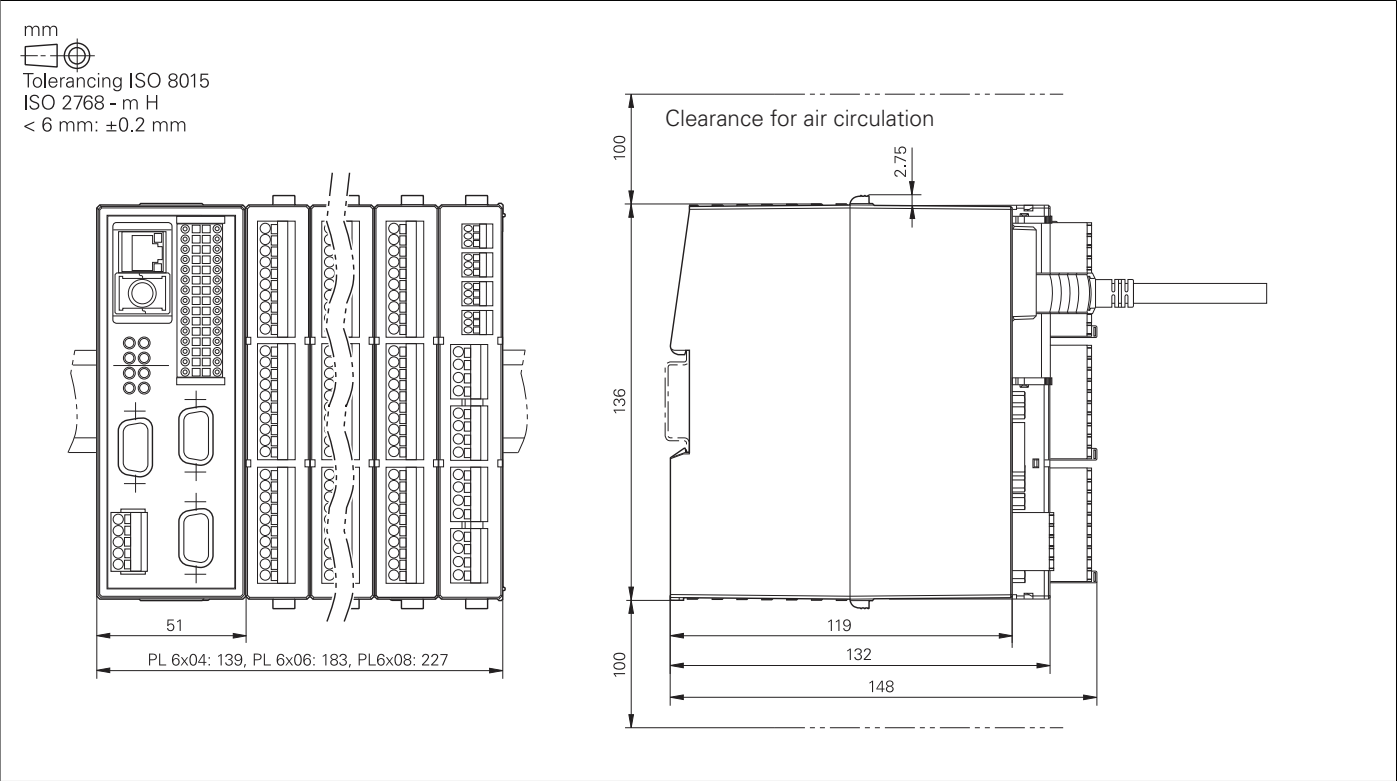 mm
Tolerancing ISO 8015
ISO 2768 - m H
< 6 mm: ±0.2 mm
Clearance for air circulation
100
2.75
136
51
PL 6x04: 139, PL 6x06: 183, PL6x08: 227
119
132
148
100